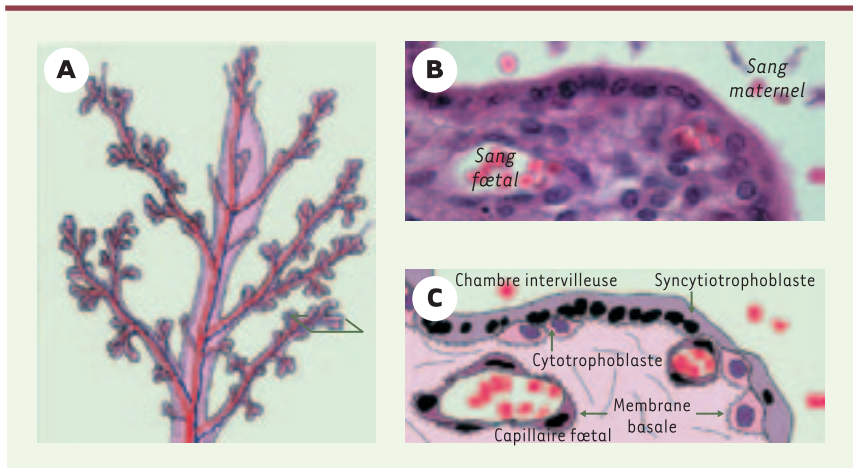 A
B
Sang
maternel
Sang
fœtal
C
Chambre intervilleuse
Syncytiotrophoblaste
Cytotrophoblaste
Membrane
basale
Capillaire fœtal